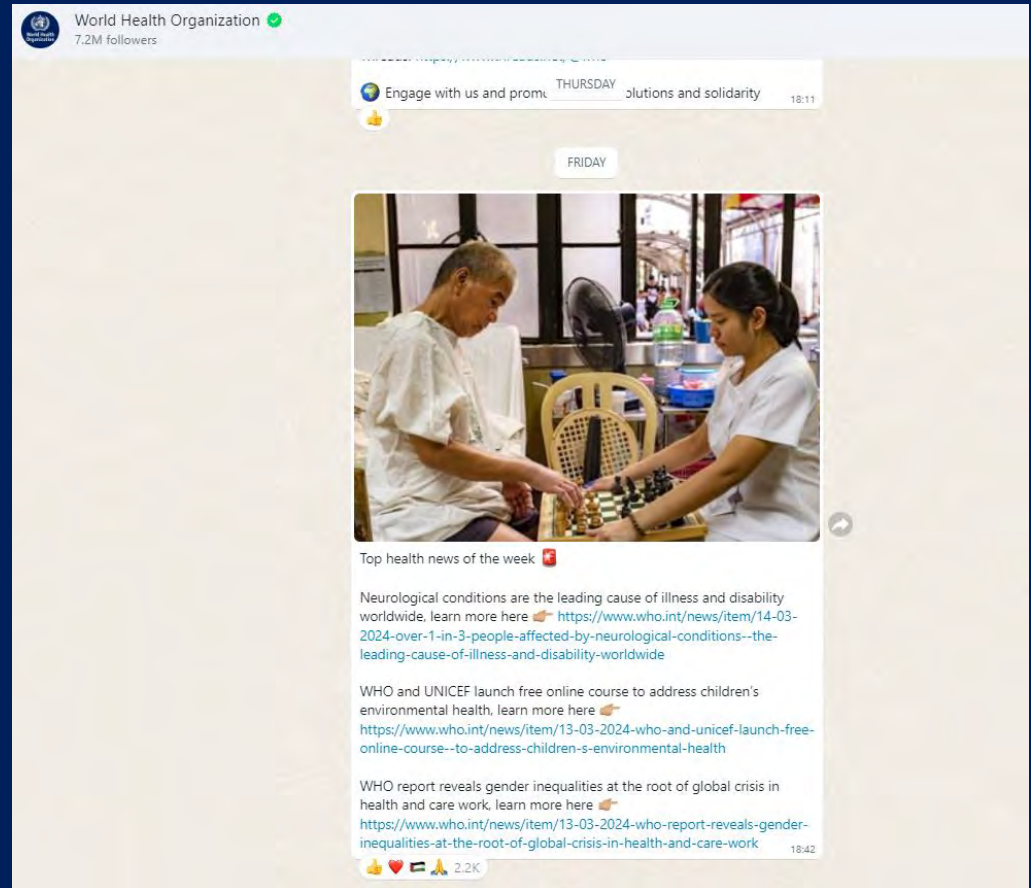 World Health Organization
7.2M followers
THURSDAY
🌍 Engage with us and promo olutions and solidarity 18:11
👍
FRIDAY
Top health news of the week 🚨
Neurological conditions are the leading cause of illness and disability
worldwide, learn more here 👉🏼 https://www.who.int/news/item/14-03-
2024-over-1-in-3-people-affected-by-neurological-conditions--the-
leading-cause-of-illness-and-disability-worldwide
WHO and UNICEF launch free online course to address children's
environmental health, learn more here 👉🏼
https://www.who.int/news/item/13-03-2024-who-and-unicef-launch-free-
online-course--to-address-children-s-environmental-health
WHO report reveals gender inequalities at the root of global crisis in
health and care work, learn more here 👉🏼
https://www.who.int/news/item/13-03-2024-who-report-reveals-gender-
inequalities-at-the-root-of-global-crisis-in-health-and-care-work 18:42
2.2K